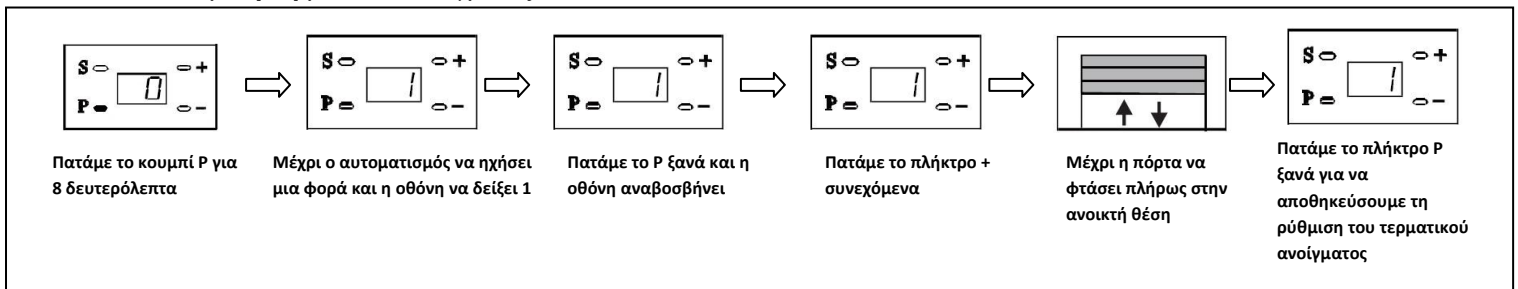 S +
0
P −
Πατάμε το κουμπί P για
8 δευτερόλεπτα
S +
1
P −
Μέχρι ο αυτοματισμός να ηχήσει
μια φορά και η οθόνη να δείξει 1
S +
1
P −
Πατάμε το P ξανά και η
οθόνη αναβοσβήνει
S +
1
P −
Πατάμε το πλήκτρο +
συνεχόμενα
Μέχρι η πόρτα να
φτάσει πλήρως στην
ανοικτή θέση
S +
1
P −
Πατάμε το πλήκτρο P
ξανά για να
αποθηκεύσουμε τη
ρύθμιση του τερματικού
ανοίγματος